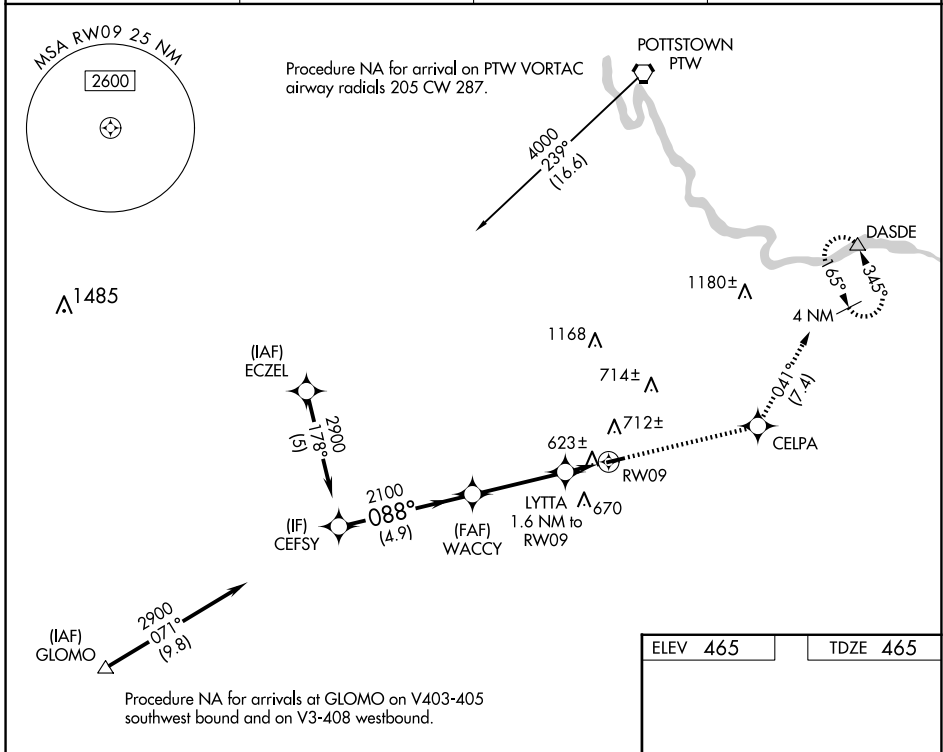 MSA RW09 25 NM
2600
Procedure NA for arrival on PTW VORTAC
airway radials 205 CW 287.
POTTSTOWN
PTW
4000
239°
(16.6)
DASDE
165°
345°
4 NM
1180±
1485
1168
714±
041°
(7.4)
(IAF)
ECZEL
2900
178°
(5)
712±
623±
CELPA
RW09
2100
088°
(4.9)
LYTTA
1.6 NM to
RW09
670
(IF)
CEFSY
(FAF)
WACCY
2900
071°
(9.8)
(IAF)
GLOMO
ELEV 465
TDZE 465
Procedure NA for arrivals at GLOMO on V403-405
southwest bound and on V3-408 westbound.